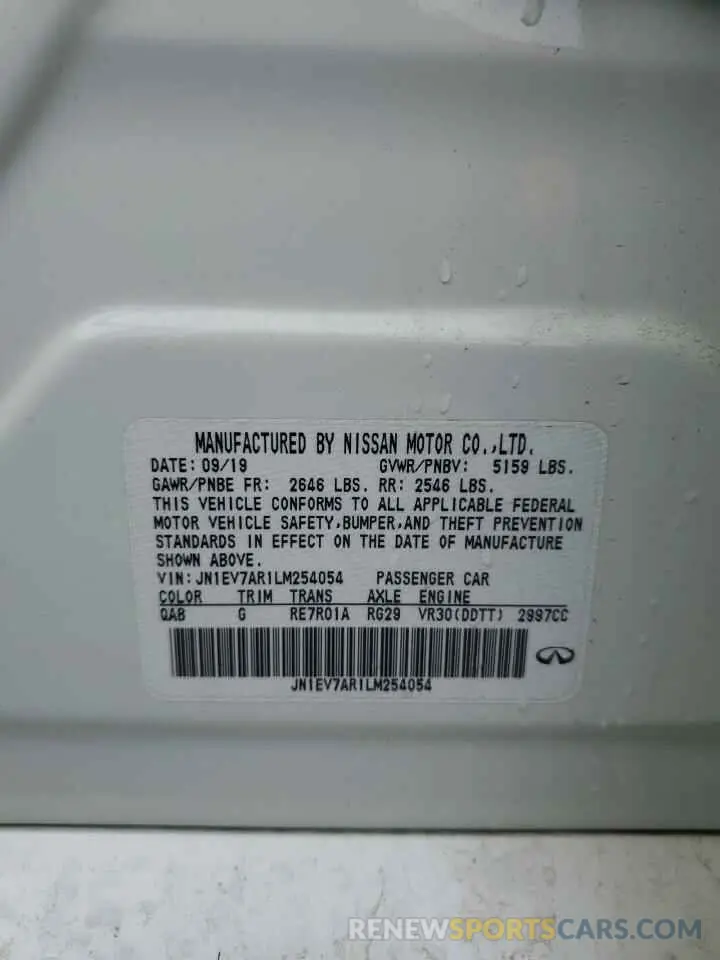 MANUFACTURED BY NISSAN MOTOR CO.,LTD.
DATE: 09/19 GVWR/PNBV: 5159 LBS.
GAWR/PNBE FR: 2646 LBS. RR: 2546 LBS.
THIS VEHICLE CONFORMS TO ALL APPLICABLE FEDERAL
MOTOR VEHICLE SAFETY,BUMPER,AND THEFT PREVENTION
STANDARDS IN EFFECT ON THE DATE OF MANUFACTURE
SHOWN ABOVE.
VIN: JN1EV7AR1LM254054 PASSENGER CAR
COLOR TRIM TRANS AXLE ENGINE
QAB G RE7R01A RG29 VR30(DDTT) 2997CC
JN1EV7AR1LM254054
RENEWSPORTSCARS.COM